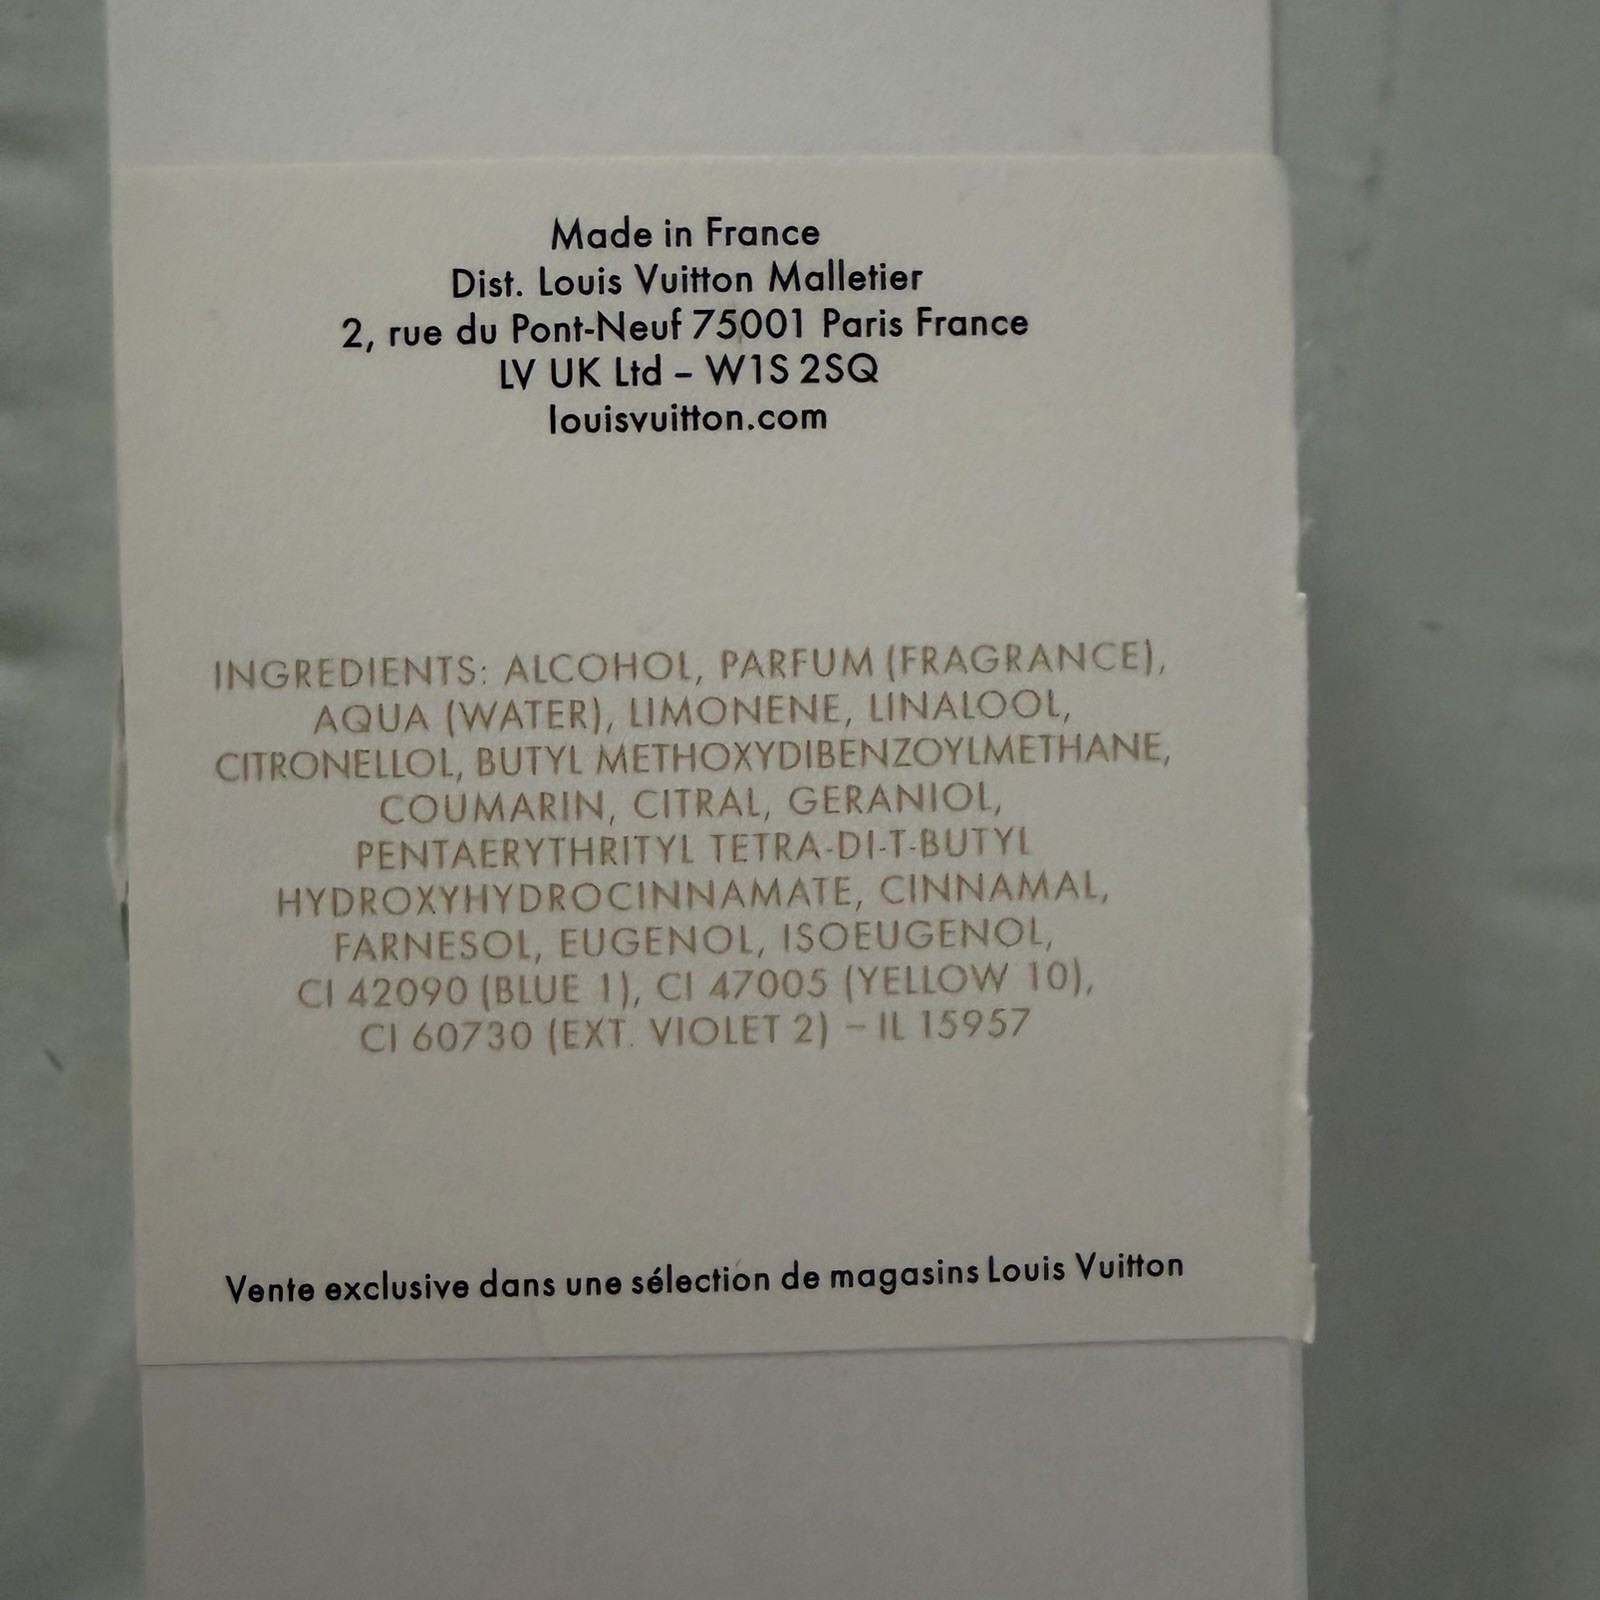 Made in France
Dist. Louis Vuitton Malletier
2, rue du Pont-Neuf 75001 Paris France
LV UK Ltd – W1S 2SQ
louisvuitton.com
INGREDIENTS: ALCOHOL, PARFUM (FRAGRANCE),
AQUA (WATER), LIMONENE, LINALOOL,
CITRONELLOL, BUTYL METHOXYDIBENZOYLMETHANE,
COUMARIN, CITRAL, GERANIOL,
PENTAERYTHRITYL TETRA-DI-T-BUTYL
HYDROXYHYDROCINNAMATE, CINNAMAL,
FARNESOL, EUGENOL, ISOEUGENOL,
CI 42090 (BLUE 1), CI 47005 (YELLOW 10),
CI 60730 (EXT. VIOLET 2) – IL 15957
Vente exclusive dans une sélection de magasins Louis Vuitton